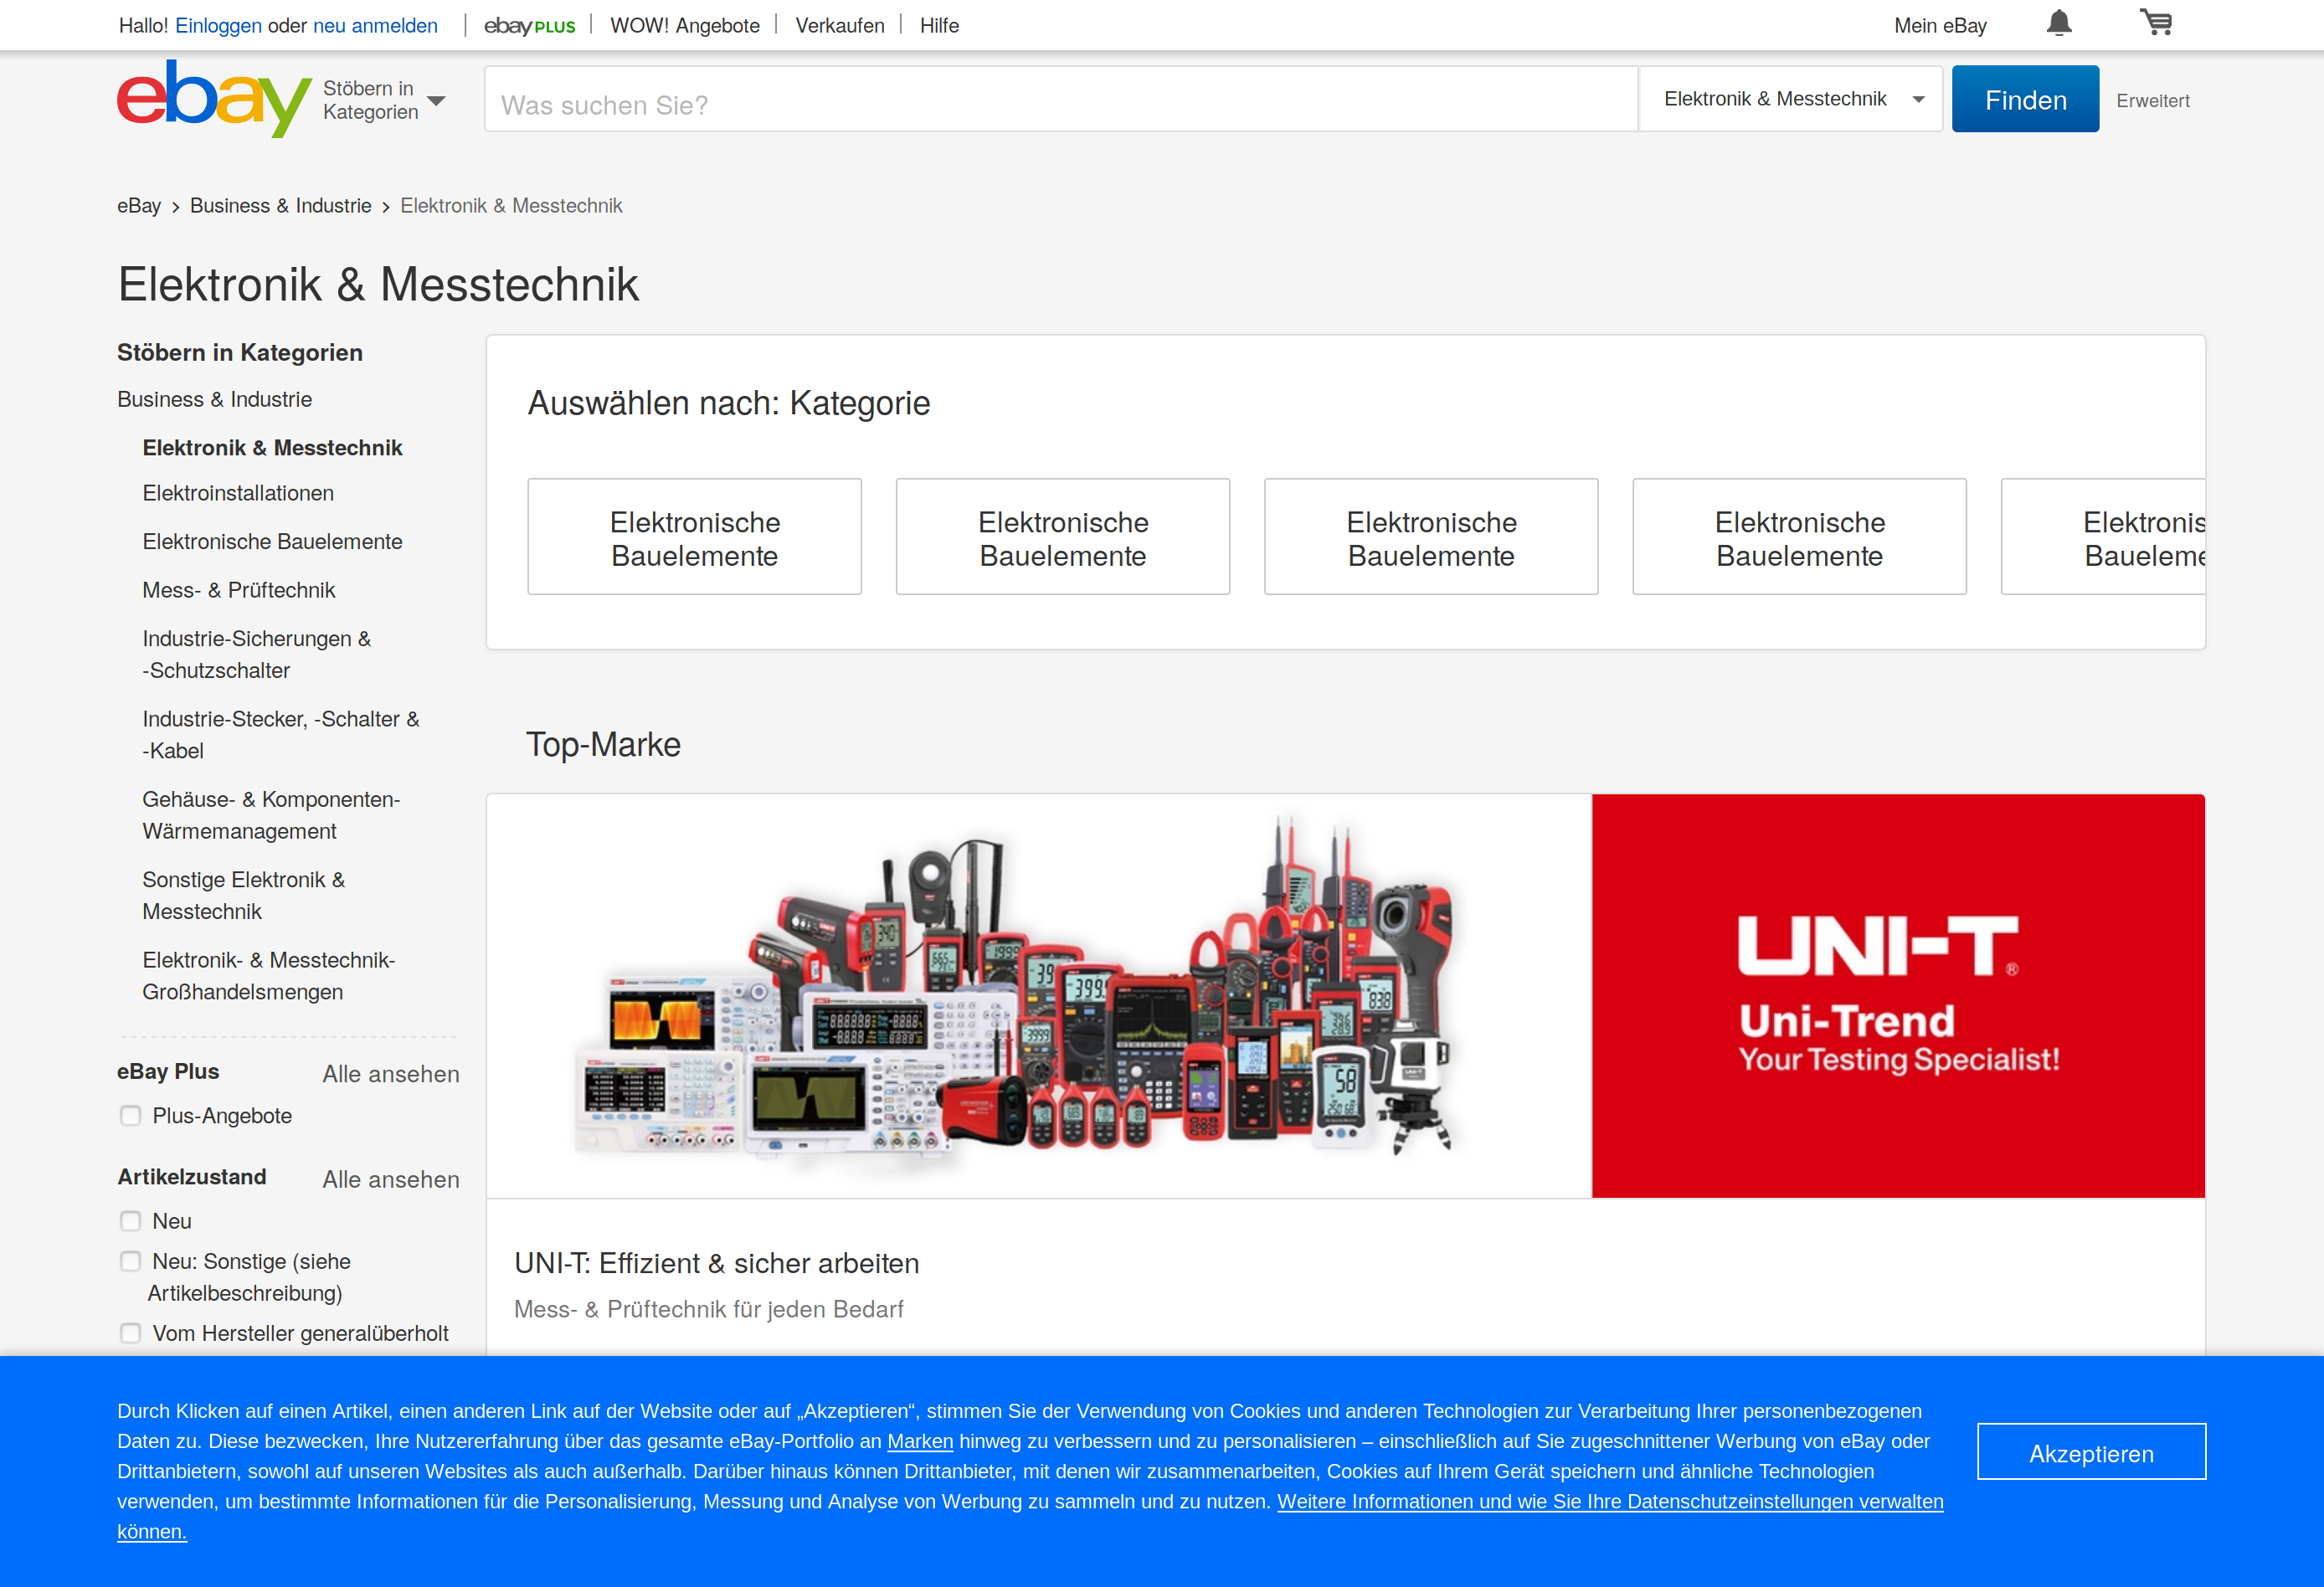 Hallo! Einloggen oder neu anmelden
ebay PLUS
WOW! Angebote
Verkaufen
Hilfe
Mein eBay
ebay
Stöbern in
Kategorien
Was suchen Sie?
Elektronik & Messtechnik
Finden
Erweitert
eBay > Business & Industrie > Elektronik & Messtechnik
Elektronik & Messtechnik
Stöbern in Kategorien
Business & Industrie
Elektronik & Messtechnik
Elektroinstallationen
Elektronische Bauelemente
Mess- & Prüftechnik
Industrie-Sicherungen &
-Schutzschalter
Industrie-Stecker, -Schalter &
-Kabel
Gehäuse- & Komponenten-
Wärmemanagement
Sonstige Elektronik &
Messtechnik
Elektronik- & Messtechnik-
Großhandelsmengen
eBay Plus
Alle ansehen
Plus-Angebote
Artikelzustand
Alle ansehen
Neu
Neu: Sonstige (siehe
Artikelbeschreibung)
Vom Hersteller generalüberholt
Auswählen nach: Kategorie
Elektronische
Bauelemente
Elektronische
Bauelemente
Elektronische
Bauelemente
Elektronische
Bauelemente
Elektronis
Baueleme
Top-Marke
UNI-T®
Uni-Trend
Your Testing Specialist!
UNI-T: Effizient & sicher arbeiten
Mess- & Prüftechnik für jeden Bedarf
Durch Klicken auf einen Artikel, einen anderen Link auf der Website oder auf „Akzeptieren“, stimmen Sie der Verwendung von Cookies und anderen Technologien zur Verarbeitung Ihrer personenbezogenen
Daten zu. Diese bezwecken, Ihre Nutzererfahrung über das gesamte eBay-Portfolio an Marken hinweg zu verbessern und zu personalisieren – einschließlich auf Sie zugeschnittener Werbung von eBay oder
Drittanbietern, sowohl auf unseren Websites als auch außerhalb. Darüber hinaus können Drittanbieter, mit denen wir zusammenarbeiten, Cookies auf Ihrem Gerät speichern und ähnliche Technologien
verwenden, um bestimmte Informationen für die Personalisierung, Messung und Analyse von Werbung zu sammeln und zu nutzen. Weitere Informationen und wie Sie Ihre Datenschutzeinstellungen verwalten
können.
Akzeptieren